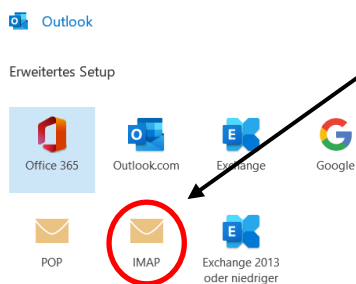 Outlook
Erweitertes Setup
Office 365 Outlook.com Exchange Google
POP IMAP Exchange 2013
oder niedriger